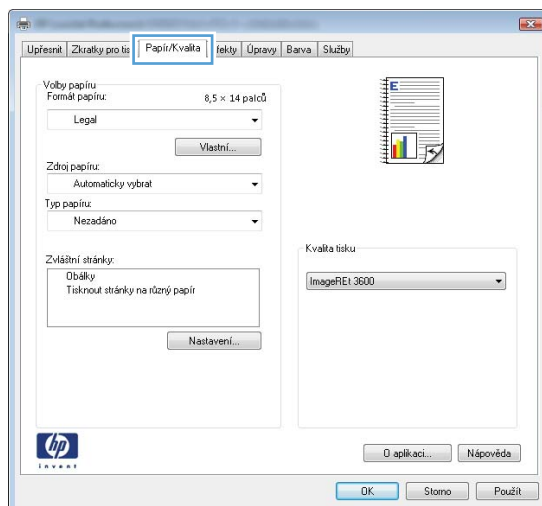 Upřesnit Zkratky pro tis Papír/Kvalita fekty Úpravy Barva Služby
Volby papíru
Formát papíru: 8,5 × 14 palců
Legal
Vlastní...
Zdroj papíru:
Automaticky vybrat
Typ papíru:
Nezadáno
Zvláštní stránky:
Obálky
Tisknout stránky na různý papír
Nastavení...
E
Kvalita tisku
ImageREt 3600
hp
invent
O aplikaci... Nápověda
OK Storno Použít